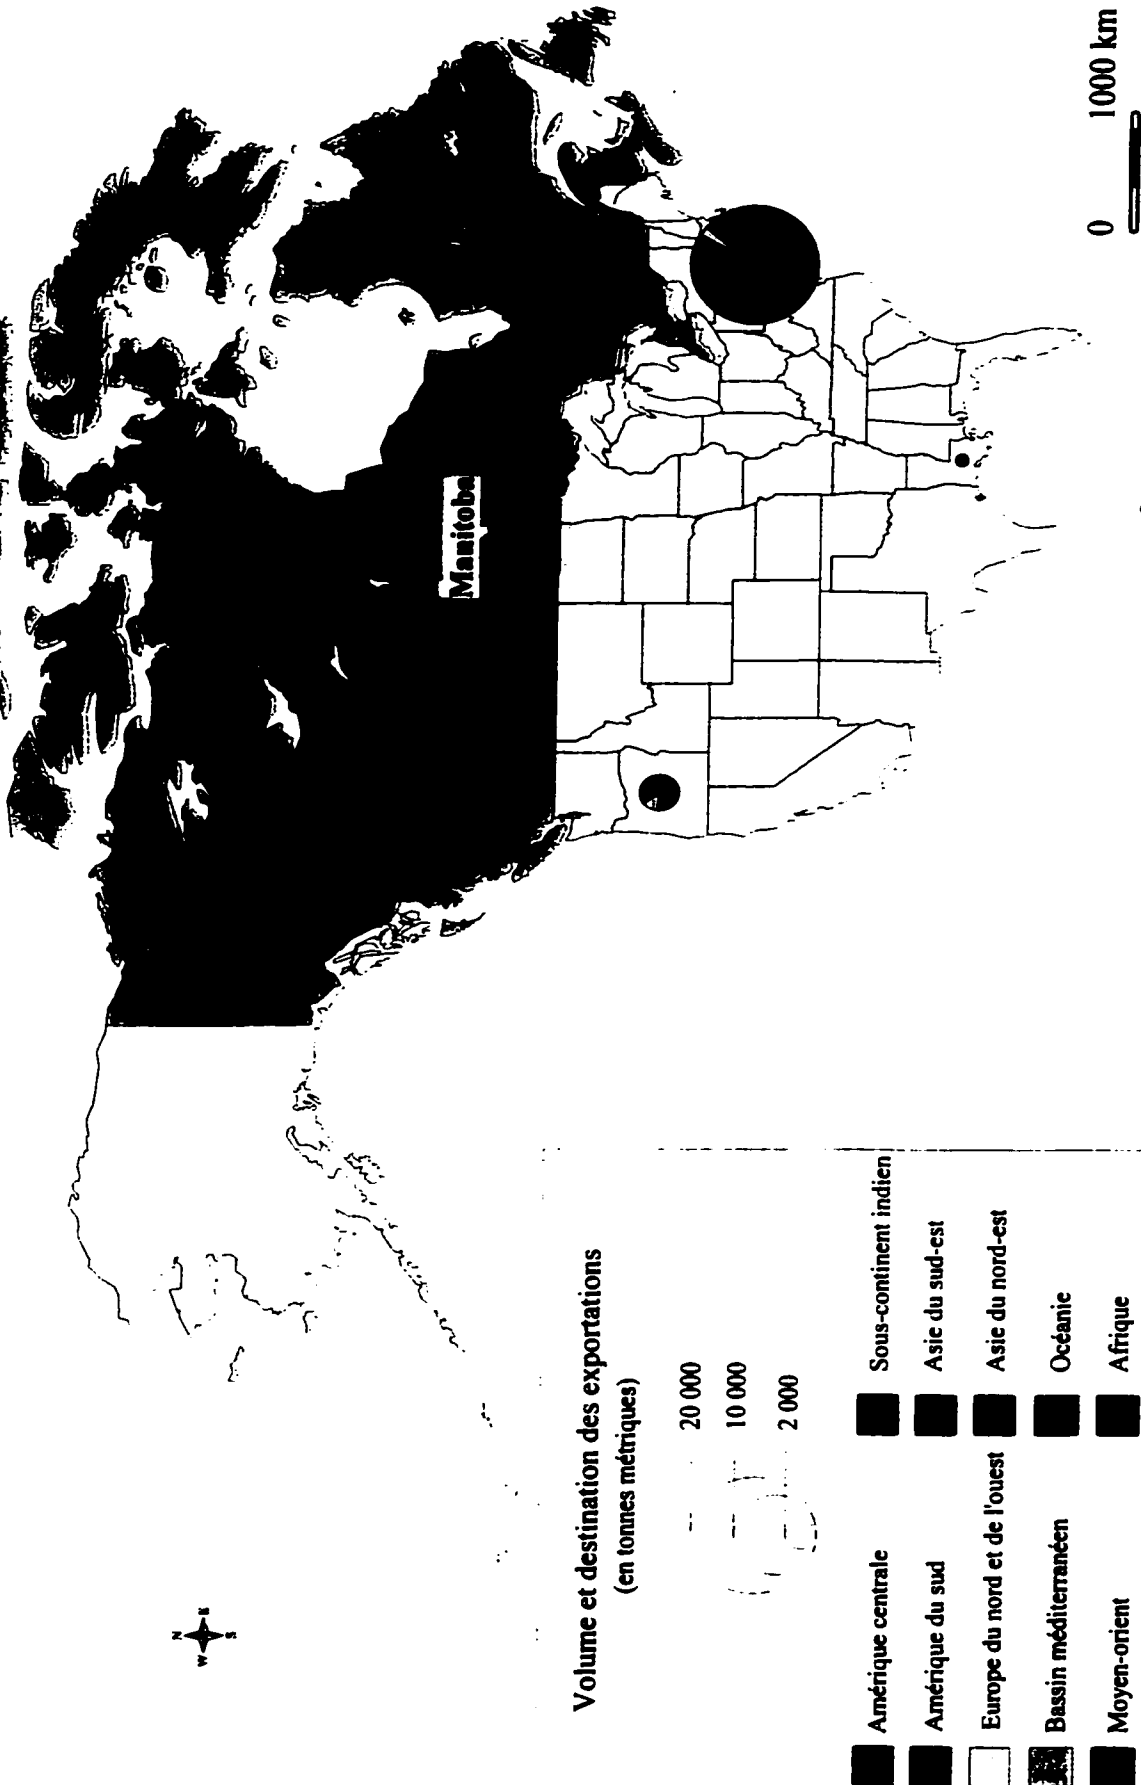 Manitoba
N
W
E
S
0 1000 km
Volume et destination des exportations
(en tonnes métriques)
20 000
10 000
2 000
Amérique centrale
Amérique du sud
Europe du nord et de l'ouest
Bassin méditerranéen
Moyen-orient
Sous-continent indien
Asie du sud-est
Asie du nord-est
Océanie
Afrique